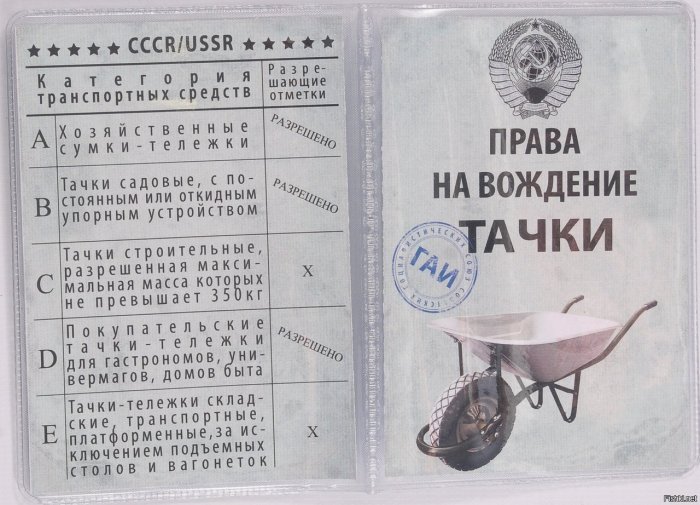 ★★★★★ CCCR/USSR ★★★★★
Категория
транспортных средств
Разре-
шающие
отметки
A
Хозяйственные
сумки-тележки
РАЗРЕШЕНО
B
Тачки садовые, с по-
стоянным или откидным
упорным устройством
РАЗРЕШЕНО
C
Тачки строительные,
разрешенная макси-
мальная масса которых
не превышает 350кг
X
D
Покупательские
тачки-тележки
для гастрономов, уни-
вермагов, домов быта
РАЗРЕШЕНО
E
Тачки-тележки склад-
ские, транспортные,
платформенные,за ис-
ключением подъемных
столов и вагонеток
X
ПРАВА
НА ВОЖДЕНИЕ
ТАЧКИ
ГАИ
Fishki.net